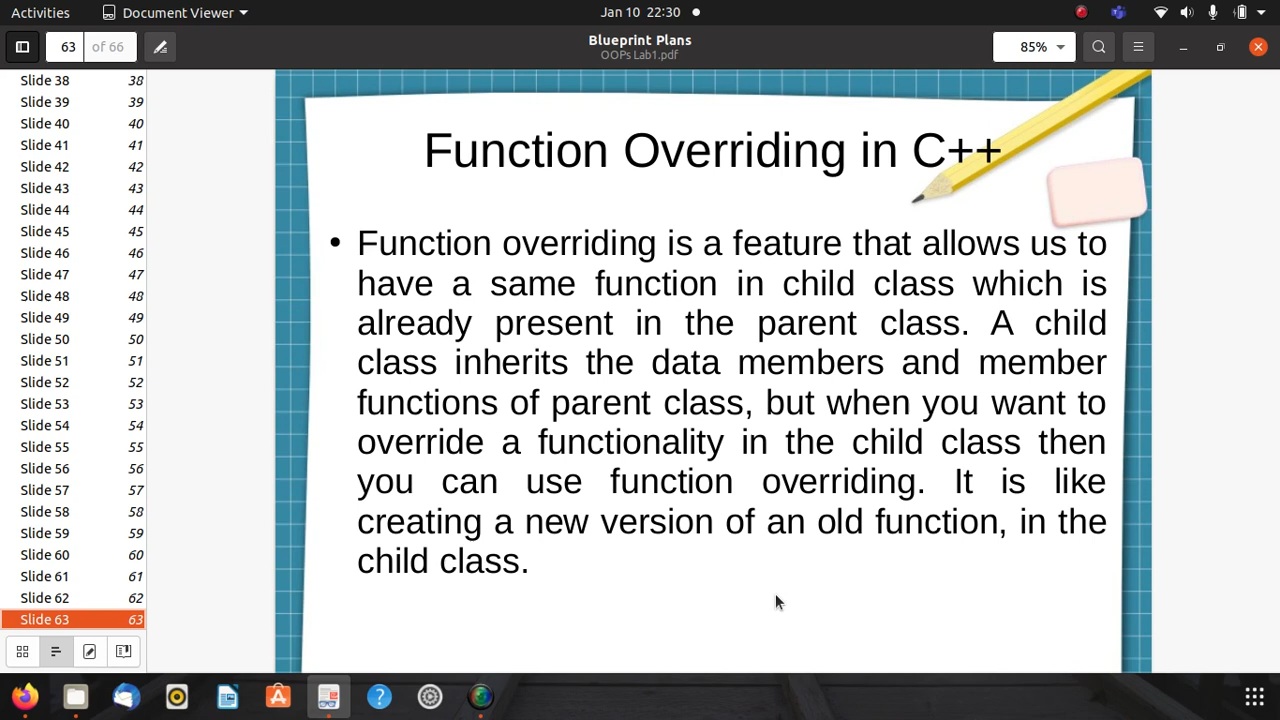 Activities Document Viewer Jan 10 22:30
63 of 66 Blueprint Plans 85%
OOPs Lab1.pdf
Slide 38 38
Slide 39 39
Slide 40 40
Slide 41 41
Slide 42 42
Slide 43 43
Slide 44 44
Slide 45 45
Slide 46 46
Slide 47 47
Slide 48 48
Slide 49 49
Slide 50 50
Slide 51 51
Slide 52 52
Slide 53 53
Slide 54 54
Slide 55 55
Slide 56 56
Slide 57 57
Slide 58 58
Slide 59 59
Slide 60 60
Slide 61 61
Slide 62 62
Slide 63 63
Function Overriding in C++
• Function overriding is a feature that allows us to
have a same function in child class which is
already present in the parent class. A child
class inherits the data members and member
functions of parent class, but when you want to
override a functionality in the child class then
you can use function overriding. It is like
creating a new version of an old function, in the
child class.